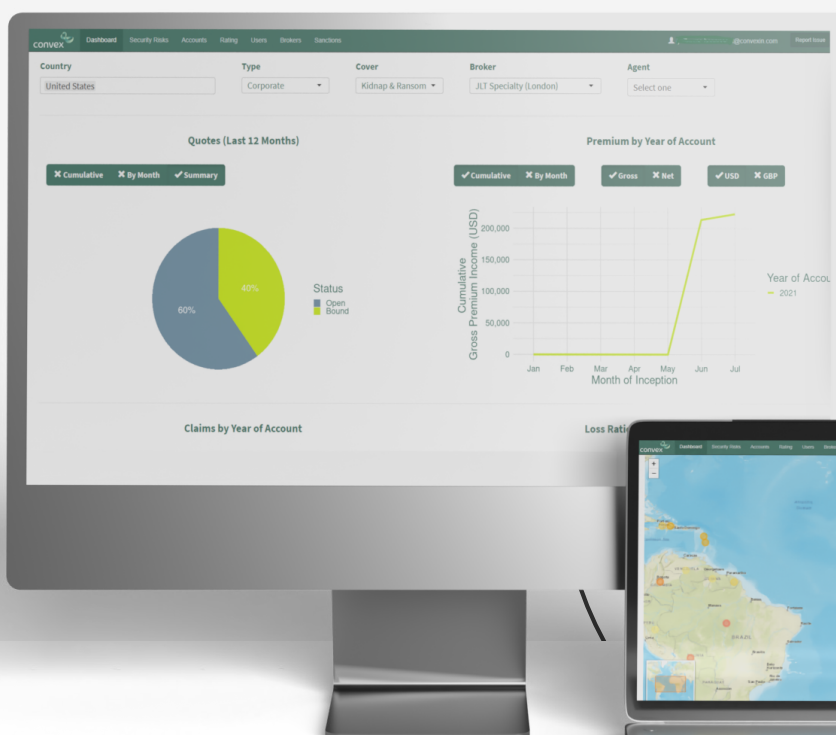 convex Dashboard Security Risks Accounts Rating Users Brokers Sanctions @convexin.com Report Issue
Country Type Cover Broker Agent
United States Corporate Kidnap & Ransom JLT Specialty (London) Select one
Quotes (Last 12 Months) Premium by Year of Account
Cumulative By Month Summary Cumulative By Month Gross Net USD GBP
40%
60%
Status
Open
Bound
Cumulative
Gross Premium Income (USD)
200,000
150,000
100,000
50,000
0
Jan Feb Mar Apr May Jun Jul
Month of Inception
Year of Accou
2021
Claims by Year of Account Loss Ratio
convex Dashboard Security Risks Accounts Rating Users
+
−
VENEZUELA
BRAZIL